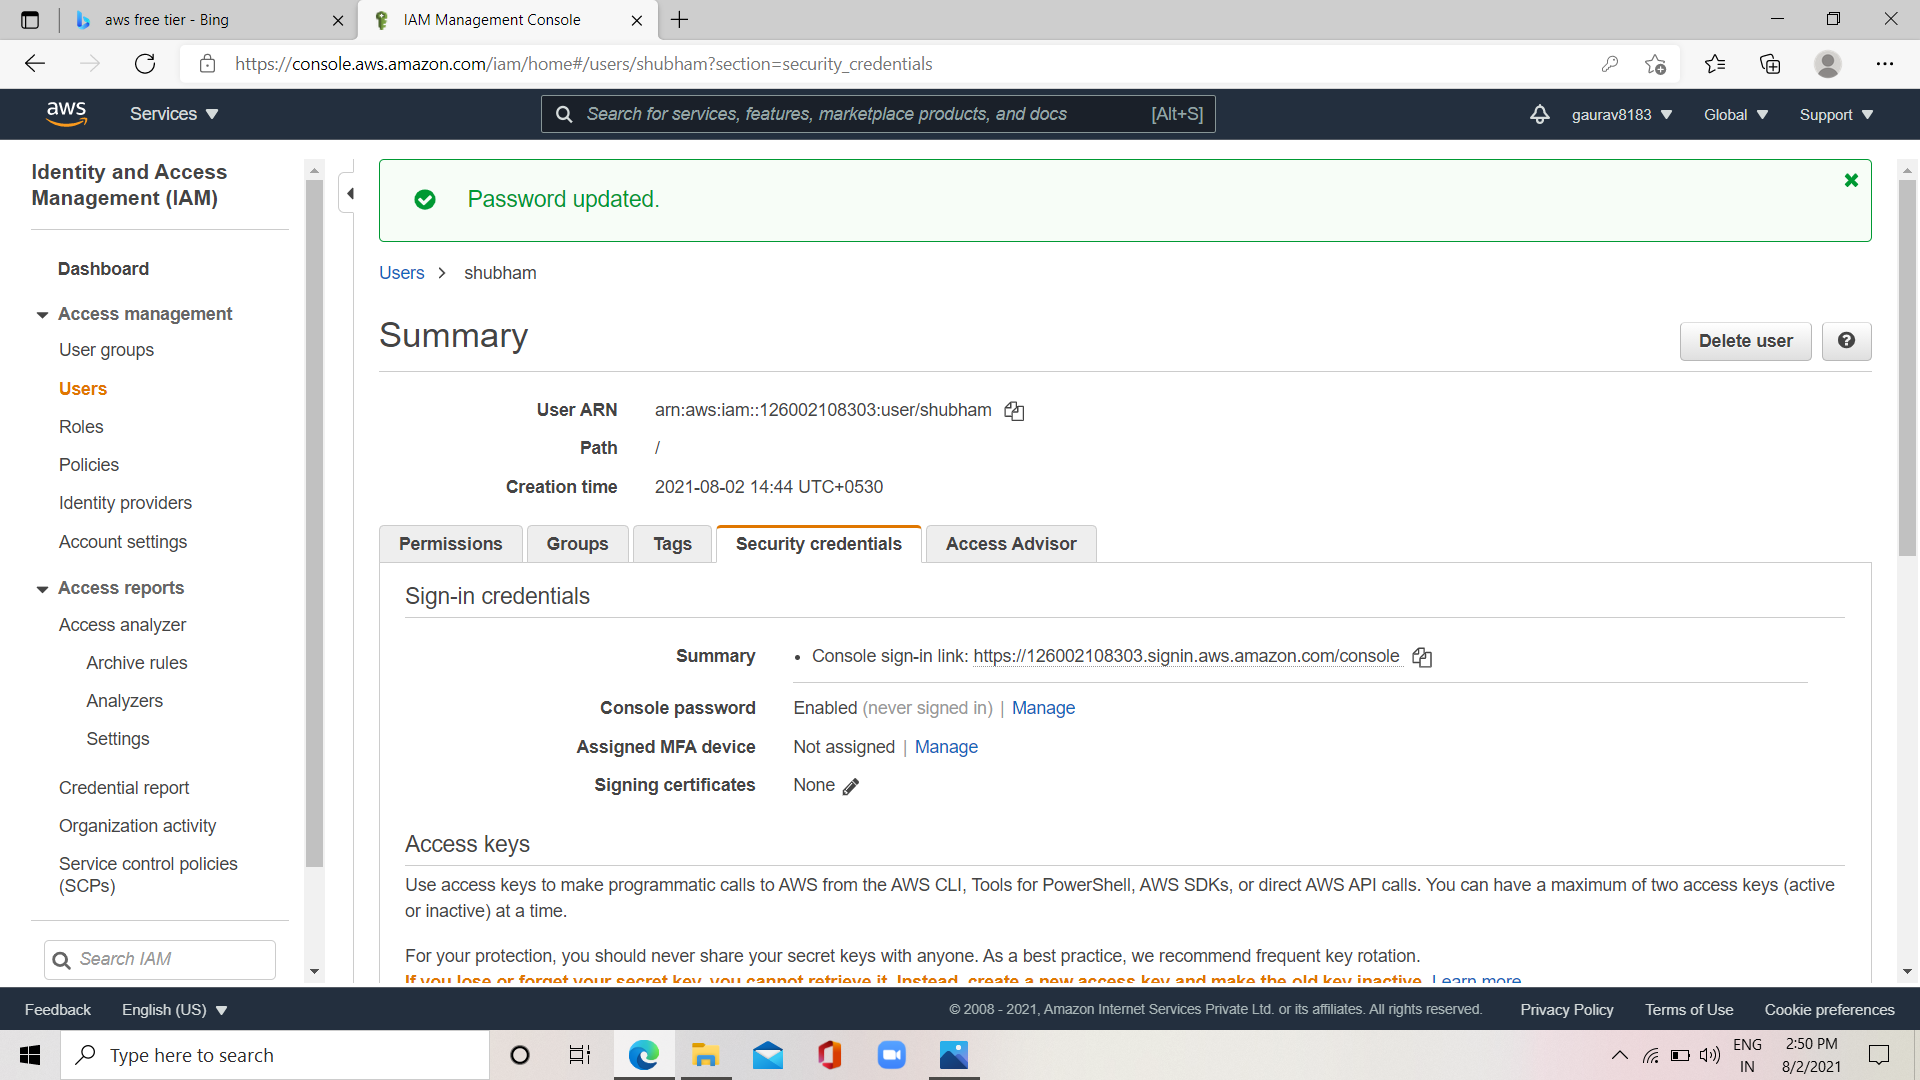 aws free tier - Bing
IAM Management Console
https://console.aws.amazon.com/iam/home#/users/shubham?section=security_credentials
aws
Services
Search for services, features, marketplace products, and docs [Alt+S]
gaurav8183
Global
Support
Identity and Access
Management (IAM)
Dashboard
Access management
User groups
Users
Roles
Policies
Identity providers
Account settings
Access reports
Access analyzer
Archive rules
Analyzers
Settings
Credential report
Organization activity
Service control policies
(SCPs)
Search IAM
Password updated.
Users > shubham
Summary
Delete user
User ARN arn:aws:iam::126002108303:user/shubham
Path /
Creation time 2021-08-02 14:44 UTC+0530
Permissions
Groups
Tags
Security credentials
Access Advisor
Sign-in credentials
Summary • Console sign-in link: https://126002108303.signin.aws.amazon.com/console
Console password Enabled (never signed in) | Manage
Assigned MFA device Not assigned | Manage
Signing certificates None
Access keys
Use access keys to make programmatic calls to AWS from the AWS CLI, Tools for PowerShell, AWS SDKs, or direct AWS API calls. You can have a maximum of two access keys (active
or inactive) at a time.
For your protection, you should never share your secret keys with anyone. As a best practice, we recommend frequent key rotation.
If you lose or forget your secret key, you cannot retrieve it. Instead, create a new access key and make the old key inactive. Learn more
Feedback
English (US)
© 2008 - 2021, Amazon Internet Services Private Ltd. or its affiliates. All rights reserved.
Privacy Policy
Terms of Use
Cookie preferences
Type here to search
ENG
IN
2:50 PM
8/2/2021